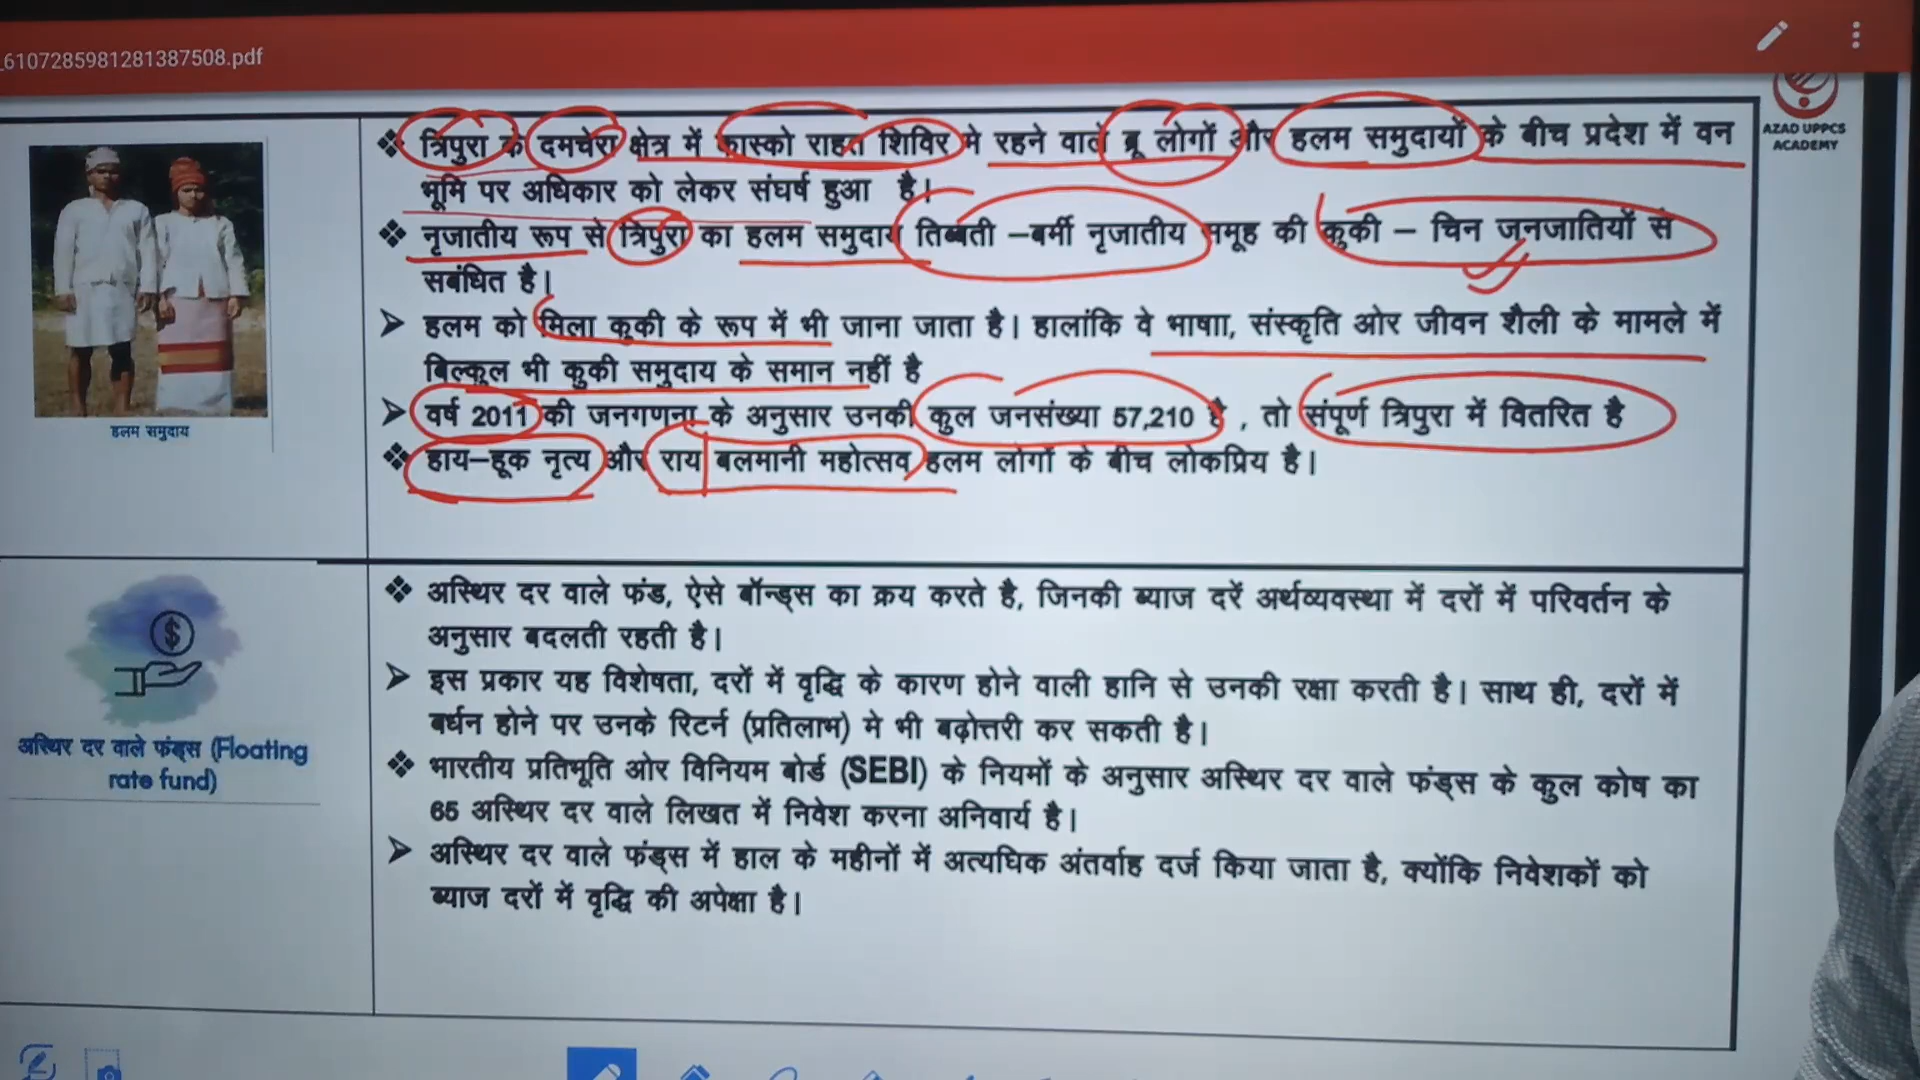 _6107285981281387508.pdf
AZAD UPPCS
ACADEMY
त्रिपुरा के दमचेरा क्षेत्र में कास्को राहत शिविर मे रहने वाले ब्रू लोगों और हलम समुदायों के बीच प्रदेश में वन
भूमि पर अधिकार को लेकर संघर्ष हुआ है।
नृजातीय रूप से त्रिपुरा का हलम समुदाय तिब्बती –बर्मी नृजातीय समूह की कुकी – चिन जनजातियों से
सबंधित है।
हलम को मिला कुकी के रूप में भी जाना जाता है। हालांकि वे भाषाा, संस्कृति ओर जीवन शैली के मामले में
बिल्कुल भी कुकी समुदाय के समान नहीं है
वर्ष 2011 की जनगणना के अनुसार उनकी कुल जनसंख्या 57,210 है , तो संपूर्ण त्रिपुरा में वितरित है
हाय–हूक नृत्य और राय बलमानी महोत्सव हलम लोगों के बीच लोकप्रिय है।
हलम समुदाय
अस्थिर दर वाले फंड, ऐसे बॉन्ड्स का क्रय करते है, जिनकी ब्याज दरें अर्थव्यवस्था में दरों में परिवर्तन के
अनुसार बदलती रहती है।
इस प्रकार यह विशेषता, दरों में वृद्धि के कारण होने वाली हानि से उनकी रक्षा करती है। साथ ही, दरों में
बर्धन होने पर उनके रिटर्न (प्रतिलाभ) मे भी बढ़ोत्तरी कर सकती है।
भारतीय प्रतिभूति ओर विनियम बोर्ड (SEBI) के नियमों के अनुसार अस्थिर दर वाले फंड्स के कुल कोष का
65 अस्थिर दर वाले लिखत में निवेश करना अनिवार्य है।
अस्थिर दर वाले फंड्स में हाल के महीनों में अत्यधिक अंतर्वाह दर्ज किया जाता है, क्योंकि निवेशकों को
ब्याज दरों में वृद्धि की अपेक्षा है।
अस्थिर दर वाले फंड्स (Floating
rate fund)